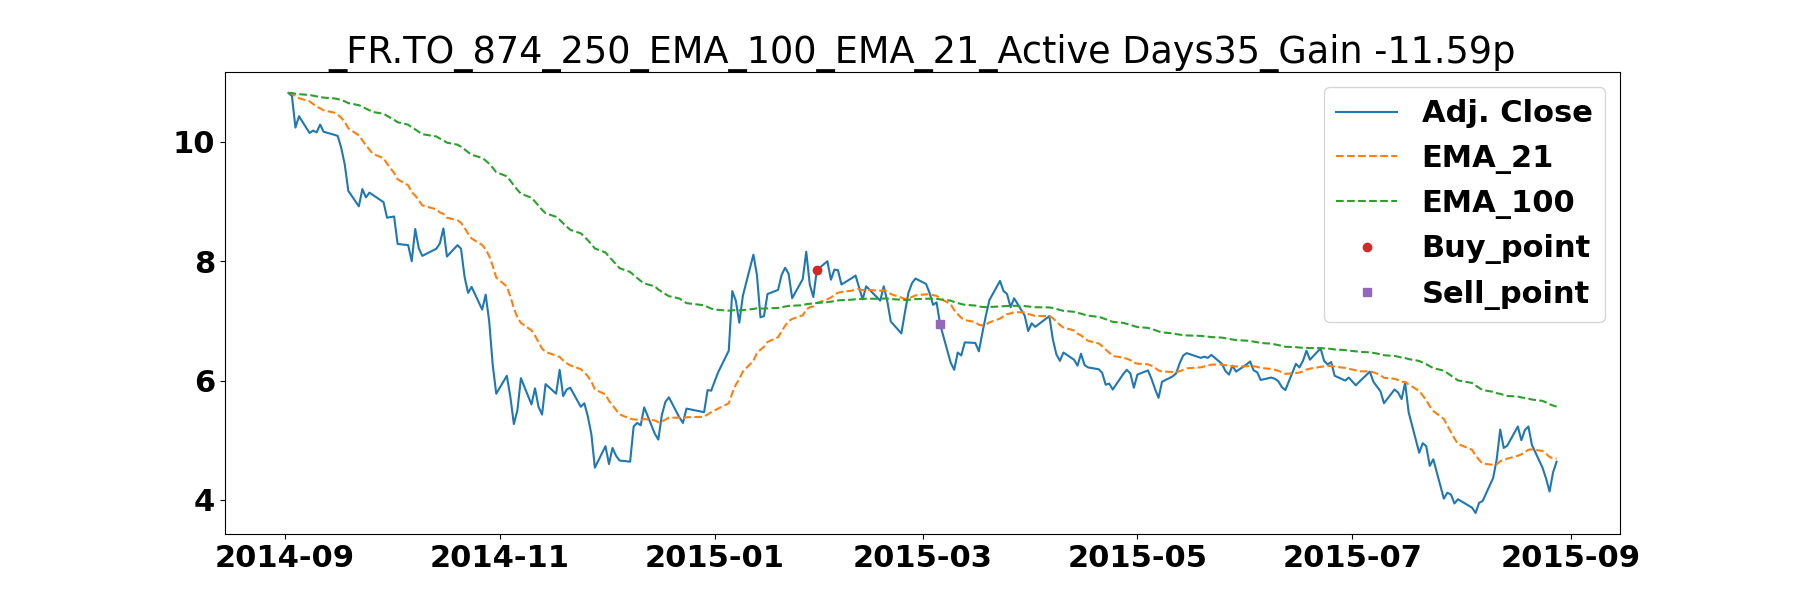 _FR.TO_874_250_EMA_100_EMA_21_Active Days35_Gain -11.59p
Adj. Close
EMA_21
EMA_100
Buy_point
Sell_point
10
8
6
4
2014-09 2014-11 2015-01 2015-03 2015-05 2015-07 2015-09